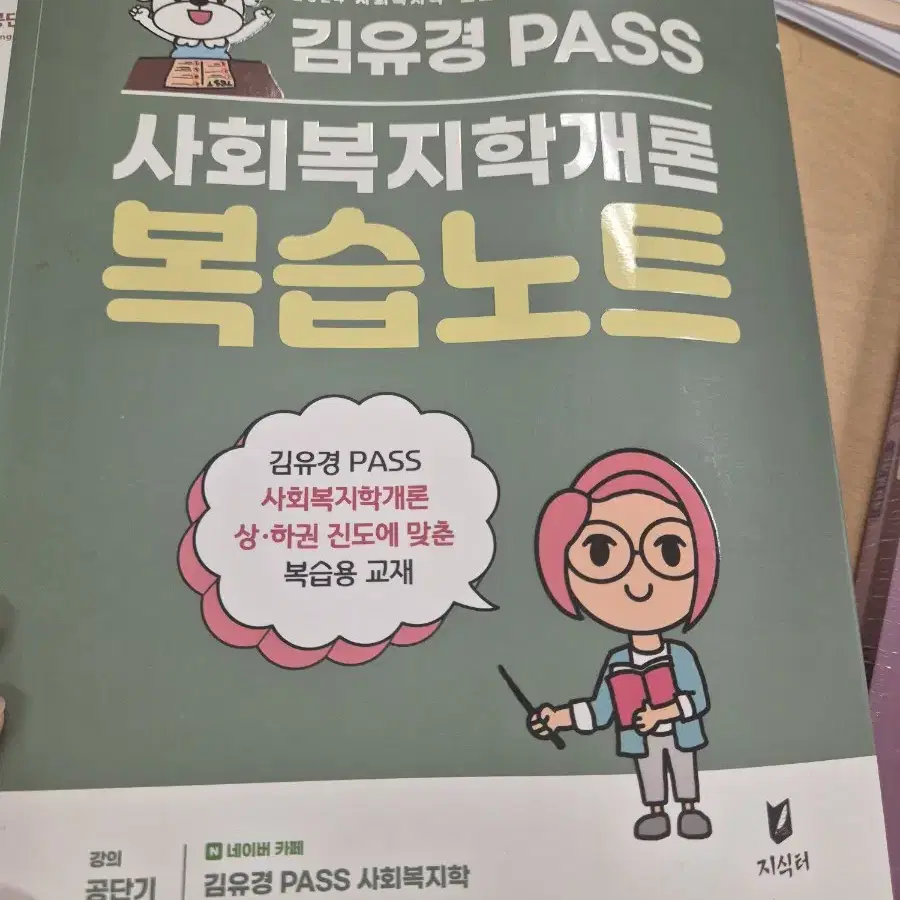 김유경 PASS
사회복지학개론
복습노트
김유경 PASS
사회복지학개론
상·하권 진도에 맞춘
복습용 교재
강의
공단기
N 네이버 카페
김유경 PASS 사회복지학
지식터
TEST